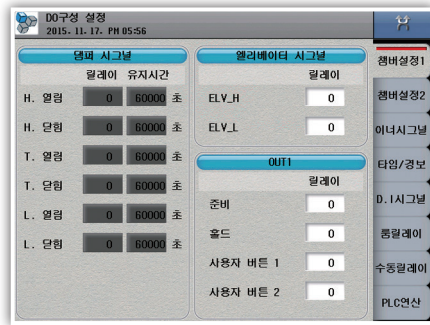 DO구성 설정
2015. 11. 17. PM 05:56
댐퍼 시그널
릴레이 유지시간
H. 열림 0 60000 초
H. 닫힘 0 60000 초
T. 열림 0 60000 초
T. 닫힘 0 60000 초
L. 열림 0 60000 초
L. 닫힘 0 60000 초
엘리베이터 시그널
릴레이
ELV_H 0
ELV_L 0
OUT1
릴레이
준비 0
홀드 0
사용자 버튼 1 0
사용자 버튼 2 0
챔버설정1
챔버설정2
이너시그널
타임/경보
D.I시그널
룸릴레이
수동릴레이
PLC연산